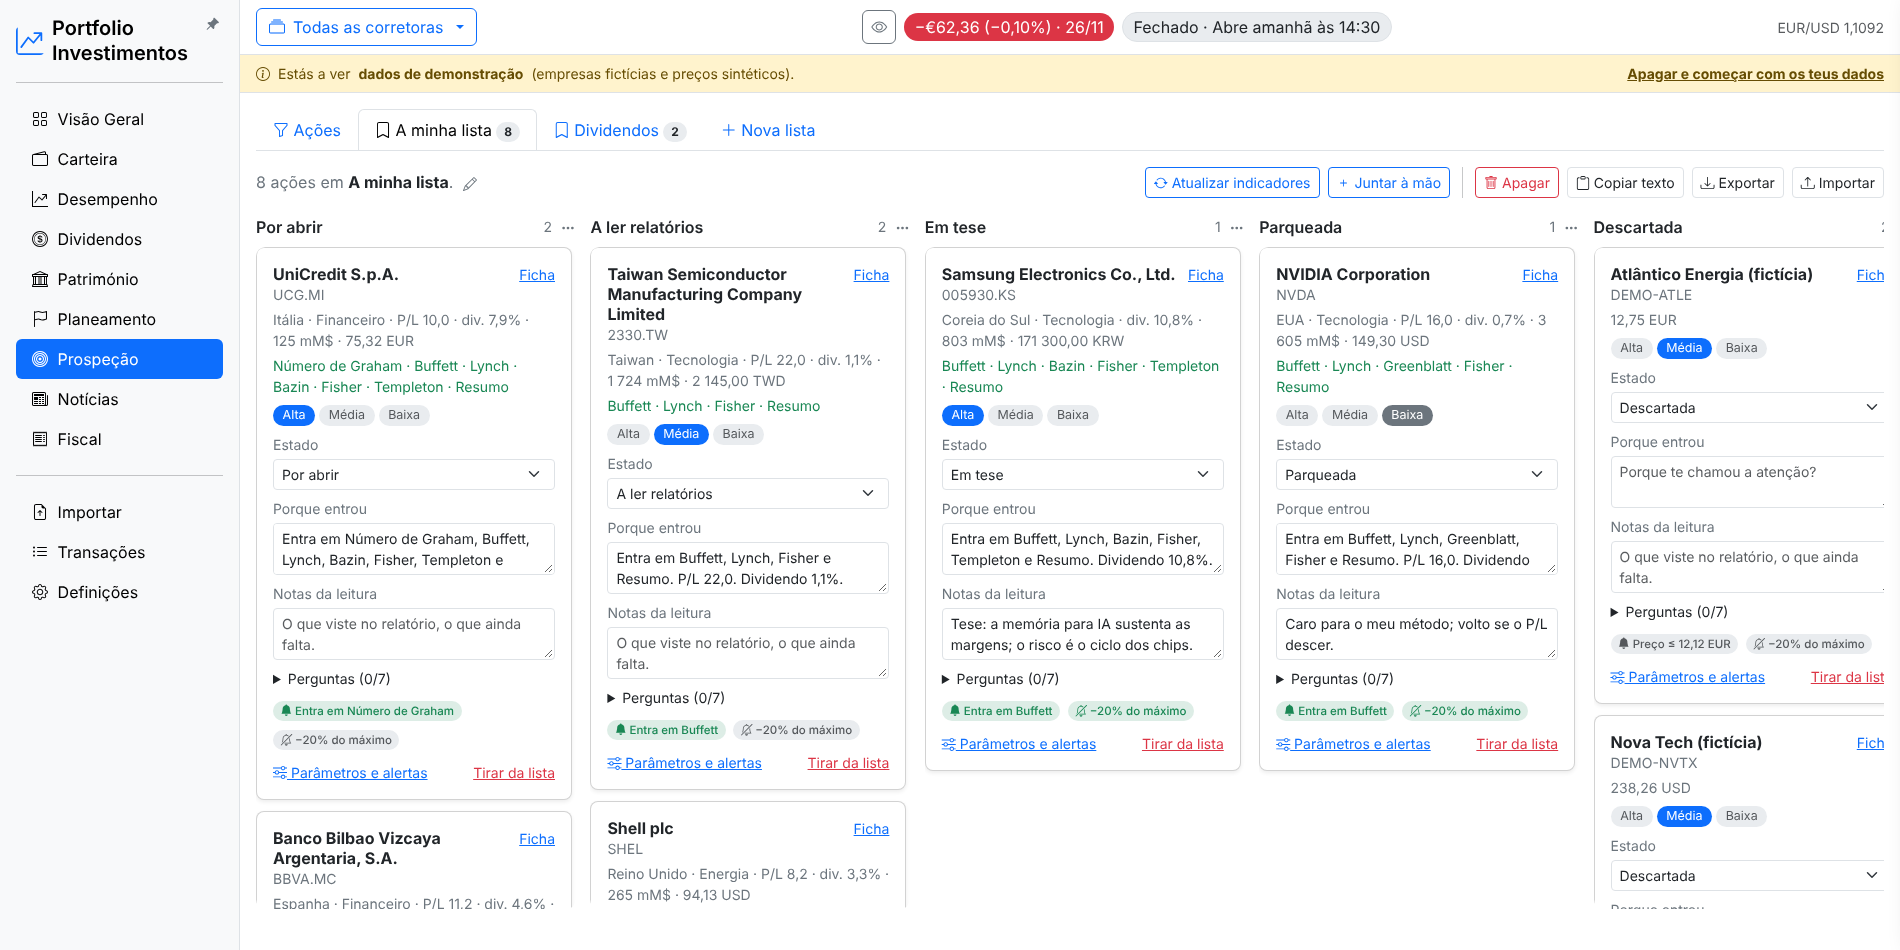 Portfolio
Investimentos
Visão Geral
Carteira
Desempenho
Dividendos
Património
Planeamento
Prospeção
Notícias
Fiscal
Importar
Transações
Definições
Todas as corretoras
−€62,36 (−0,10%) · 26/11
Fechado · Abre amanhã às 14:30
EUR/USD 1,1092
Estás a ver dados de demonstração (empresas fictícias e preços sintéticos).
Apagar e começar com os teus dados
Ações
A minha lista 8
Dividendos 2
Nova lista
8 ações em A minha lista.
Atualizar indicadores
+ Juntar à mão
Apagar
Copiar texto
Exportar
Importar
Por abrir 2 ···
UniCredit S.p.A. Ficha
UCG.MI
Itália · Financeiro · P/L 10,0 · div. 7,9% ·
125 mM$ · 75,32 EUR
Número de Graham · Buffett · Lynch ·
Bazin · Fisher · Templeton · Resumo
Alta Média Baixa
Estado
Por abrir
Porque entrou
Entra em Número de Graham, Buffett,
Lynch, Bazin, Fisher, Templeton e
Notas da leitura
O que viste no relatório, o que ainda
falta.
Perguntas (0/7)
Entra em Número de Graham
−20% do máximo
Parâmetros e alertas Tirar da lista
Banco Bilbao Vizcaya Ficha
Argentaria, S.A.
BBVA.MC
Espanha · Financeiro · P/L 11,2 · div. 4,6% ·
A ler relatórios 2 ···
Taiwan Semiconductor Ficha
Manufacturing Company
Limited
2330.TW
Taiwan · Tecnologia · P/L 22,0 · div. 1,1% ·
1 724 mM$ · 2 145,00 TWD
Buffett · Lynch · Fisher · Resumo
Alta Média Baixa
Estado
A ler relatórios
Porque entrou
Entra em Buffett, Lynch, Fisher e
Resumo. P/L 22,0. Dividendo 1,1%.
Notas da leitura
O que viste no relatório, o que ainda
falta.
Perguntas (0/7)
Entra em Buffett −20% do máximo
Parâmetros e alertas Tirar da lista
Shell plc Ficha
SHEL
Reino Unido · Energia · P/L 8,2 · div. 3,3% ·
265 mM$ · 94,13 USD
Em tese 1 ···
Samsung Electronics Co., Ltd. Ficha
005930.KS
Coreia do Sul · Tecnologia · div. 10,8% ·
803 mM$ · 171 300,00 KRW
Buffett · Lynch · Bazin · Fisher · Templeton
· Resumo
Alta Média Baixa
Estado
Em tese
Porque entrou
Entra em Buffett, Lynch, Bazin, Fisher,
Templeton e Resumo. Dividendo 10,8%.
Notas da leitura
Tese: a memória para IA sustenta as
margens; o risco é o ciclo dos chips.
Perguntas (0/7)
Entra em Buffett −20% do máximo
Parâmetros e alertas Tirar da lista
Parqueada 1 ···
NVIDIA Corporation Ficha
NVDA
EUA · Tecnologia · P/L 16,0 · div. 0,7% · 3
605 mM$ · 149,30 USD
Buffett · Lynch · Greenblatt · Fisher ·
Resumo
Alta Média Baixa
Estado
Parqueada
Porque entrou
Entra em Buffett, Lynch, Greenblatt,
Fisher e Resumo. P/L 16,0. Dividendo
Notas da leitura
Caro para o meu método; volto se o P/L
descer.
Perguntas (0/7)
Entra em Buffett −20% do máximo
Parâmetros e alertas Tirar da lista
Descartada
Atlântico Energia (fictícia) Fich
DEMO-ATLE
12,75 EUR
Alta Média Baixa
Estado
Descartada
Porque entrou
Porque te chamou a atenção?
Notas da leitura
O que viste no relatório, o que ainda
falta.
Perguntas (0/7)
Preço ≤ 12,12 EUR −20% do máximo
Parâmetros e alertas Tirar da list
Nova Tech (fictícia) Fich
DEMO-NVTX
238,26 USD
Alta Média Baixa
Estado
Descartada